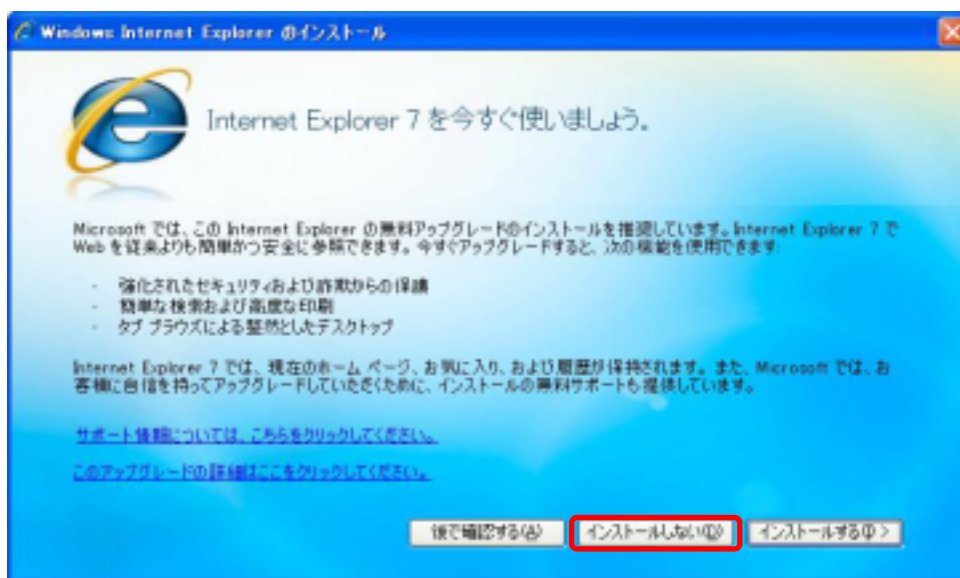 Windows Internet Explorer のインストール
Internet Explorer 7 を今すぐ使いましょう。
Microsoft では、この Internet Explorer の無料アップグレードのインストールを推奨しています。Internet Explorer 7 で
Web を従来よりも簡単かつ安全に参照できます。今すぐアップグレードすると、次の機能を使用できます:
- 強化されたセキュリティおよび詐欺からの保護
- 簡単な検索および高度な印刷
- タブ ブラウズによる整然としたデスクトップ
Internet Explorer 7 では、現在のホーム ページ、お気に入り、および履歴が保持されます。また、Microsoft では、お
客様に自信を持ってアップグレードしていただくために、インストールの無料サポートも提供しています。
サポート情報については、こちらをクリックしてください。
このアップグレードの詳細はここをクリックしてください。
後で確認する(A) インストールしない(D) インストールする(I) >